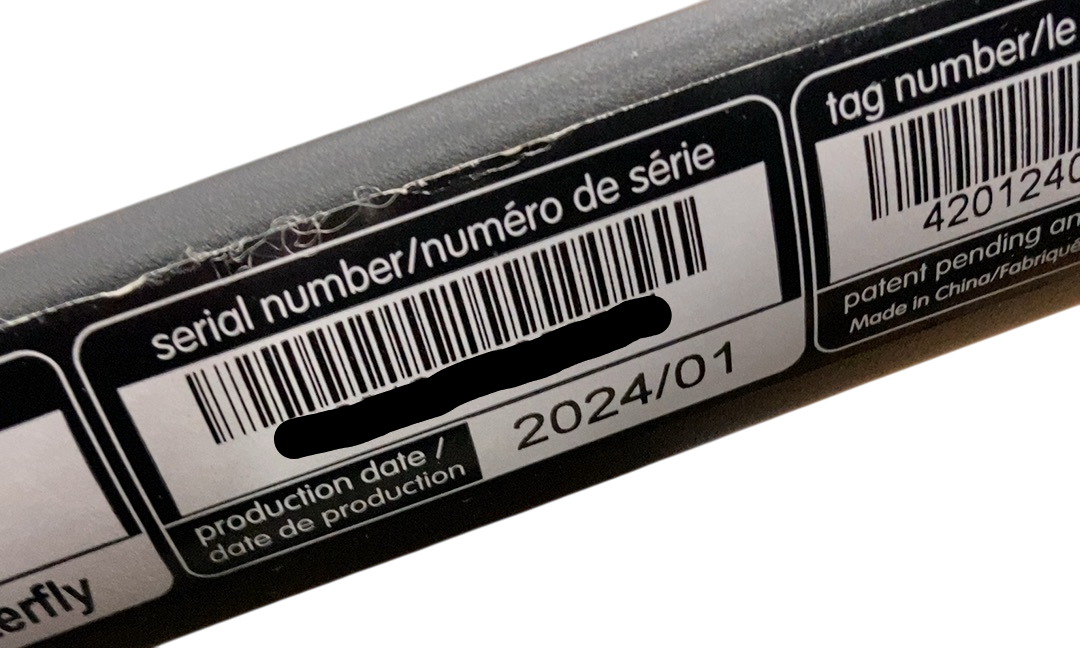 serial number/numéro de série
production date /
date de production
2024/01
tag number/le
4201240
patent pending an
Made in China/Fabriqué
erfly